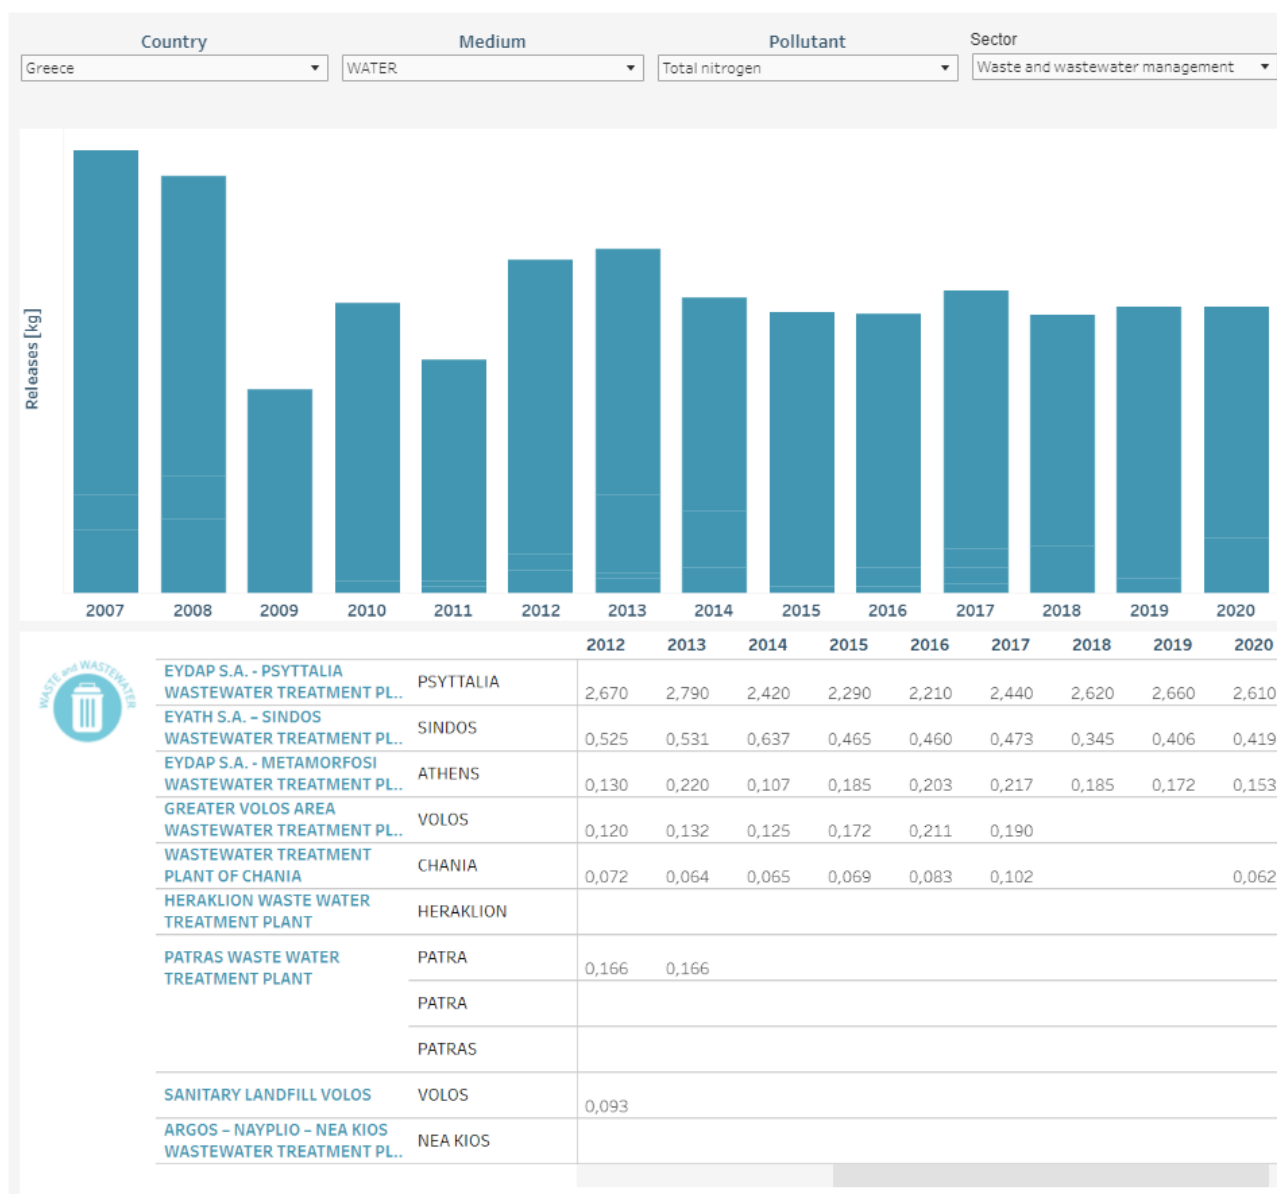 Country
Medium
Pollutant
Sector
Greece
WATER
Total nitrogen
Waste and wastewater management
Releases [kg]
2007 2008 2009 2010 2011 2012 2013 2014 2015 2016 2017 2018 2019 2020
2012 2013 2014 2015 2016 2017 2018 2019 2020
WASTE and WASTEWATER
EYDAP S.A. - PSYTTALIA
WASTEWATER TREATMENT PL..
PSYTTALIA
2,670 2,790 2,420 2,290 2,210 2,440 2,620 2,660 2,610
EYATH S.A. – SINDOS
WASTEWATER TREATMENT PL..
SINDOS
0,525 0,531 0,637 0,465 0,460 0,473 0,345 0,406 0,419
EYDAP S.A. - METAMORFOSI
WASTEWATER TREATMENT PL..
ATHENS
0,130 0,220 0,107 0,185 0,203 0,217 0,185 0,172 0,153
GREATER VOLOS AREA
WASTEWATER TREATMENT PL..
VOLOS
0,120 0,132 0,125 0,172 0,211 0,190
WASTEWATER TREATMENT
PLANT OF CHANIA
CHANIA
0,072 0,064 0,065 0,069 0,083 0,102 0,062
HERAKLION WASTE WATER
TREATMENT PLANT
HERAKLION
PATRAS WASTE WATER
TREATMENT PLANT
PATRA
0,166 0,166
PATRA
PATRAS
SANITARY LANDFILL VOLOS
VOLOS
0,093
ARGOS – NAYPLIO – NEA KIOS
WASTEWATER TREATMENT PL..
NEA KIOS